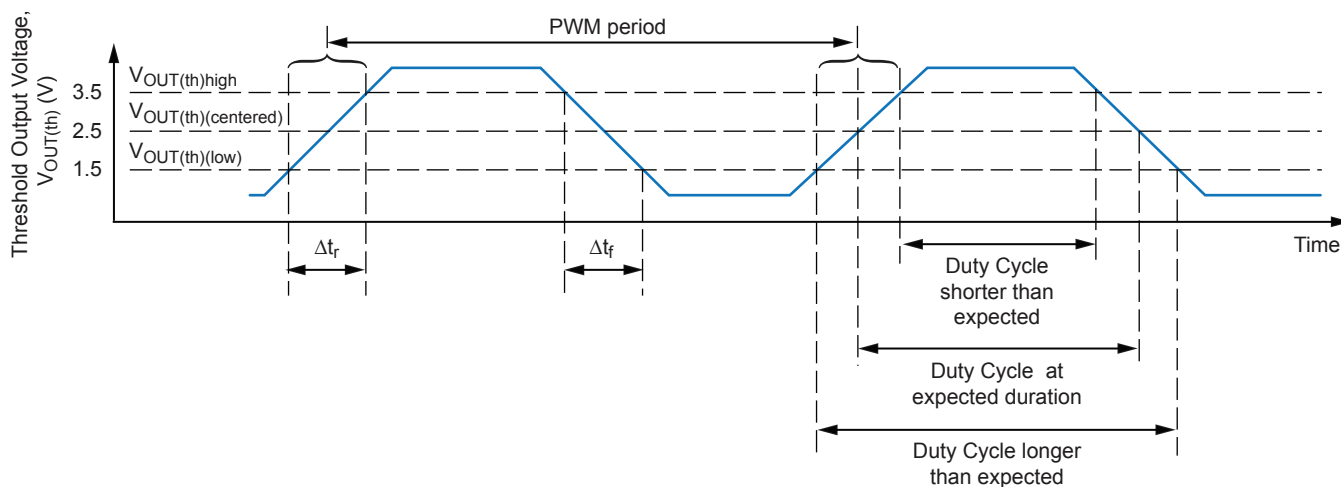 Threshold Output Voltage,
VOUT(th) (V)
PWM period
VOUT(th)high
3.5
VOUT(th)(centered)
2.5
VOUT(th)(low)
1.5
Time
Δtr
Δtf
Duty Cycle
shorter than
expected
Duty Cycle at
expected duration
Duty Cycle longer
than expected